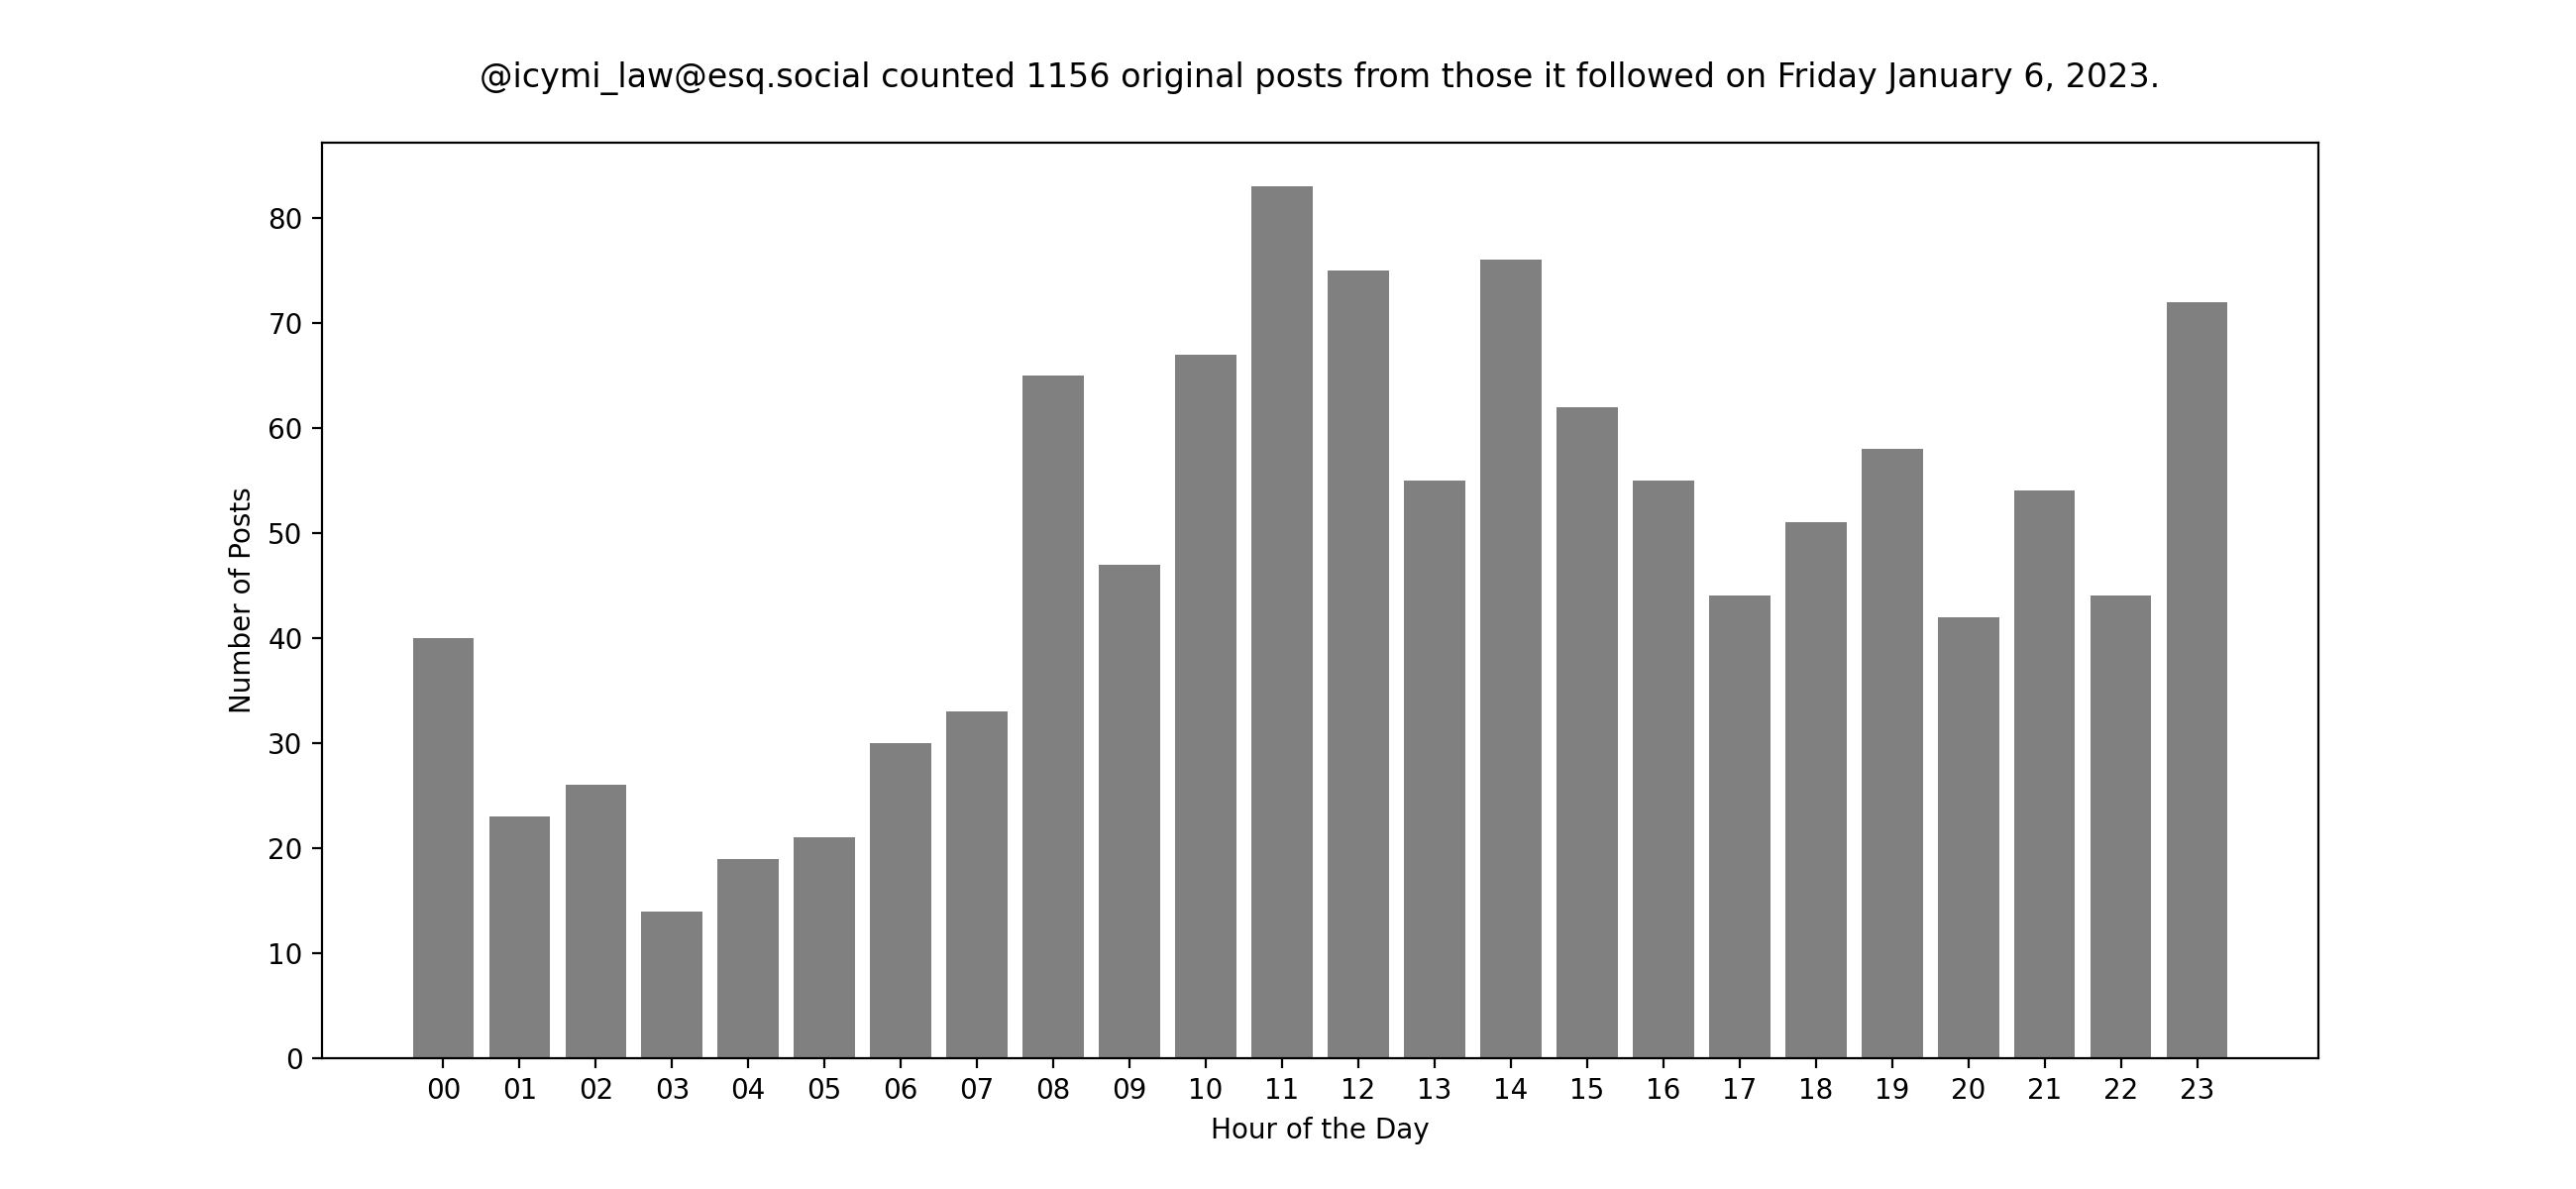 @icymi_law@esq.social counted 1156 original posts from those it followed on Friday January 6, 2023.
80
70
60
50
40
30
20
10
0
Number of Posts
00 01 02 03 04 05 06 07 08 09 10 11 12 13 14 15 16 17 18 19 20 21 22 23
Hour of the Day